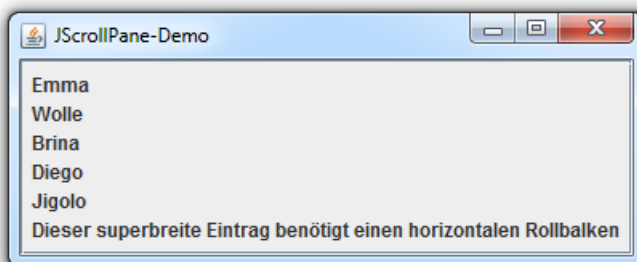 JScrollPane-Demo
Emma
Wolle
Brina
Diego
Jigolo
Dieser superbreite Eintrag benötigt einen horizontalen Rollbalken